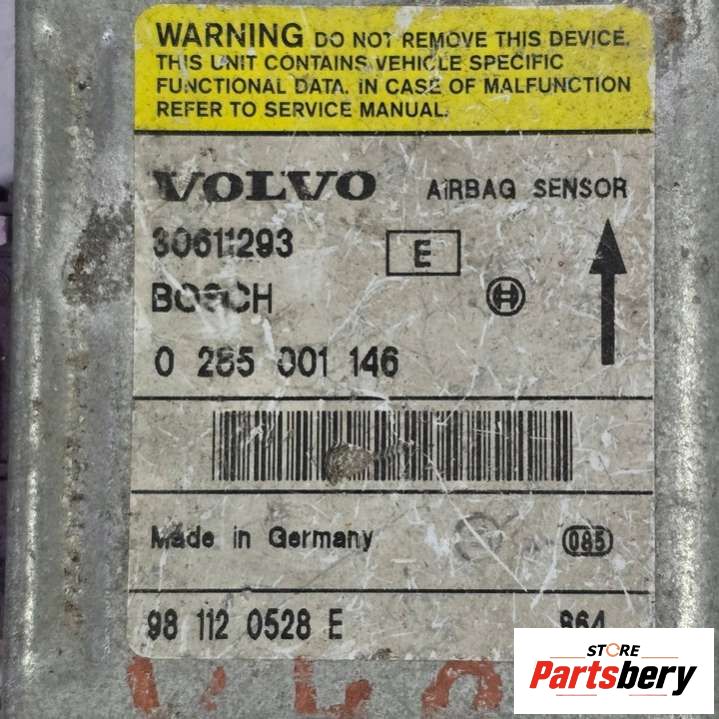 WARNING DO NOT REMOVE THIS DEVICE.
THIS UNIT CONTAINS VEHICLE SPECIFIC
FUNCTIONAL DATA. IN CASE OF MALFUNCTION
REFER TO SERVICE MANUAL.
VOLVO AIRBAG SENSOR
30611293 E
BOSCH
0 285 001 146
Made in Germany 085
98 112 0528 E 864
STORE
Partsbery